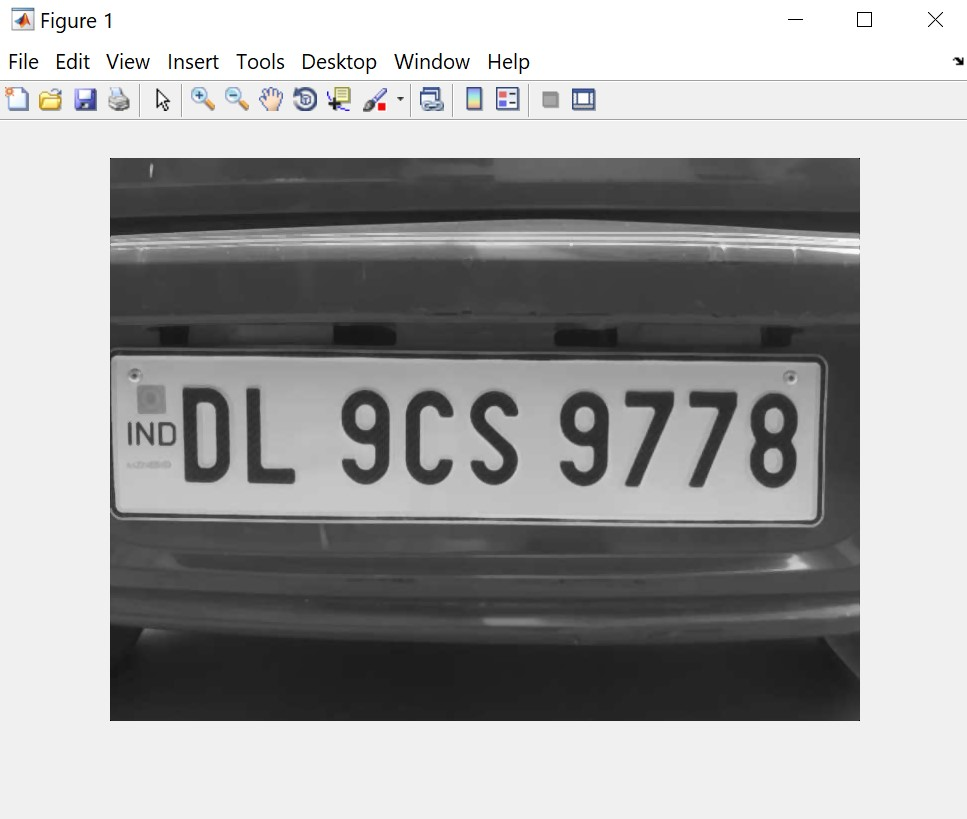 Figure 1
File Edit View Insert Tools Desktop Window Help
IND
DL 9CS 9778